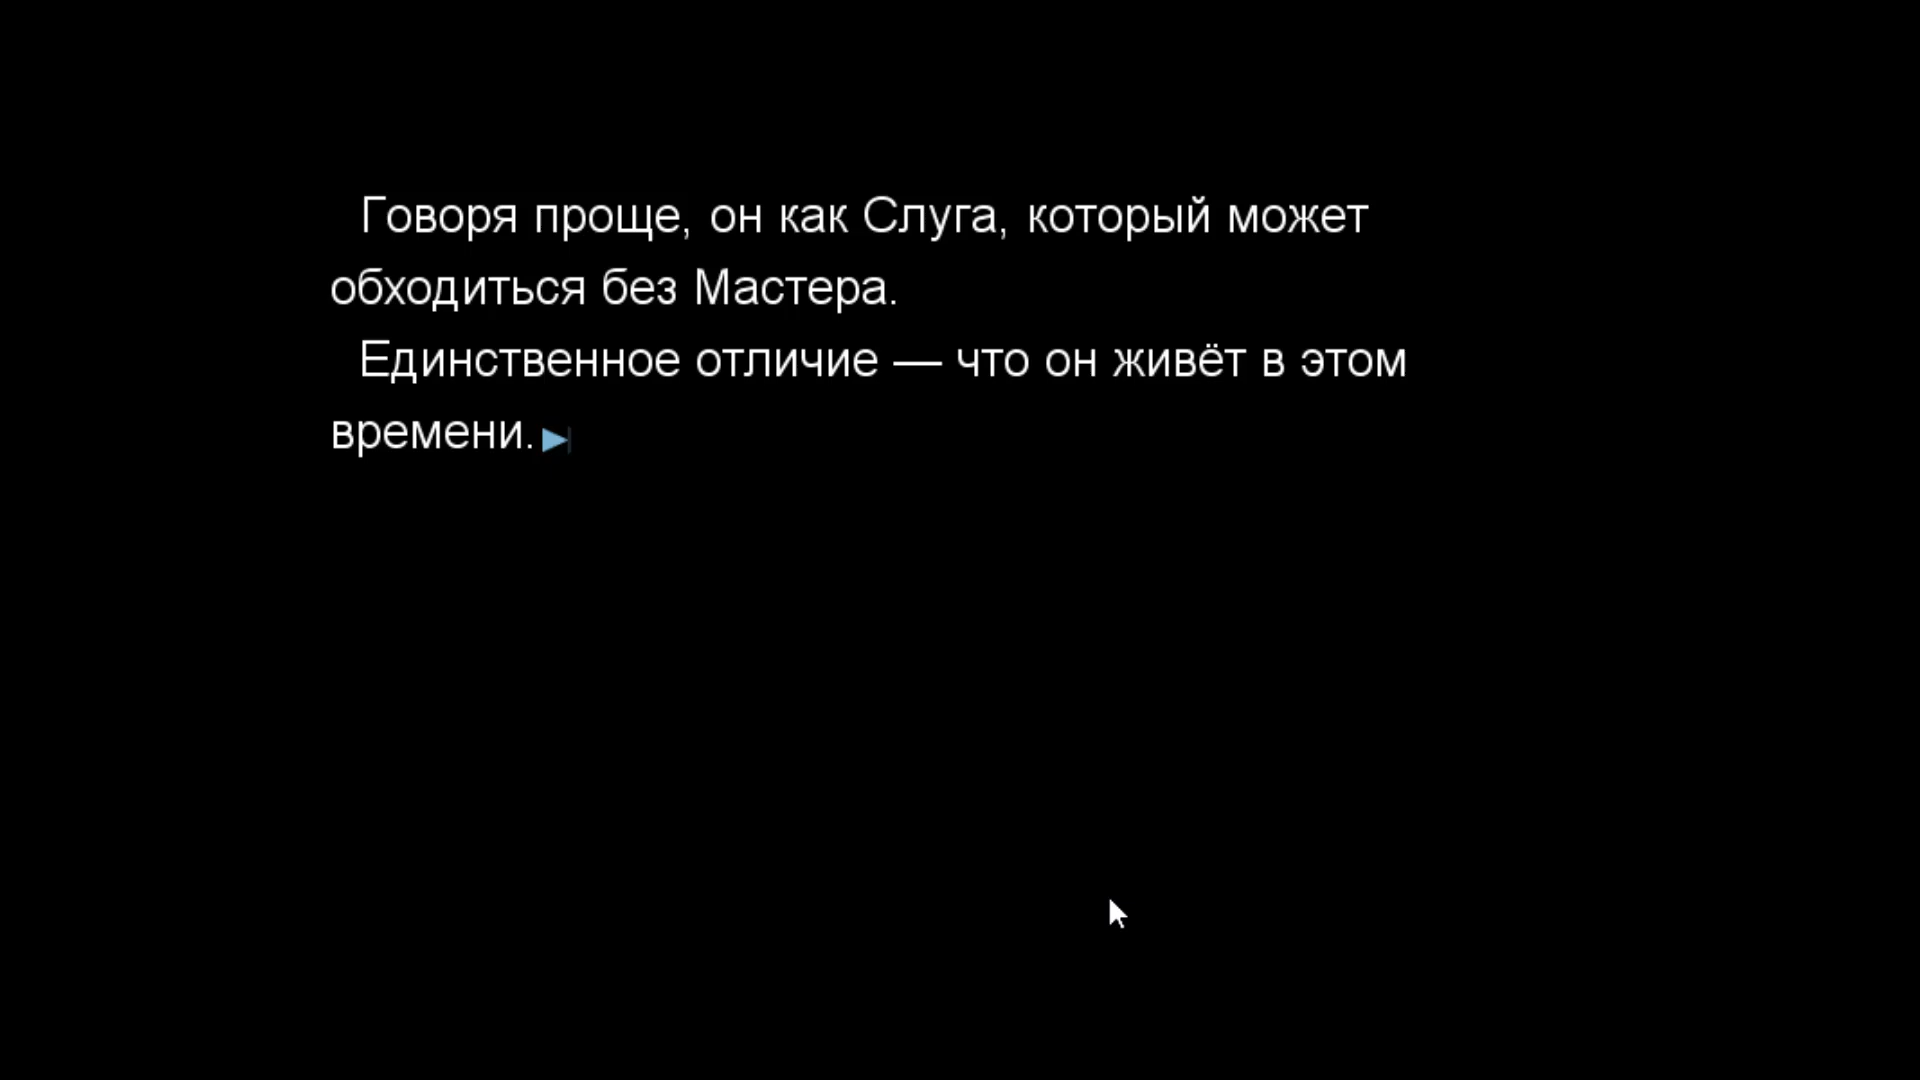 Говоря проще, он как Слуга, который может
обходиться без Мастера.
Единственное отличие — что он живёт в этом
времени.